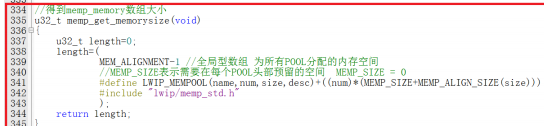 334 //得到memp_memory数组大小
335 u32_t memp_get_memorysize(void)
336 {
337 u32_t length=0;
338 length=(
339 MEM_ALIGNMENT-1 //全局型数组 为所有POOL分配的内存空间
340 //MEMP_SIZE表示需要在每个POOL头部预留的空间 MEMP_SIZE = 0
341 #define LWIP_MEMPOOL(name,num,size,desc)+((num)*(MEMP_SIZE+MEMP_ALIGN_SIZE(size)))
342 #include "lwip/memp_std.h"
343 );
344 return length;
345 }